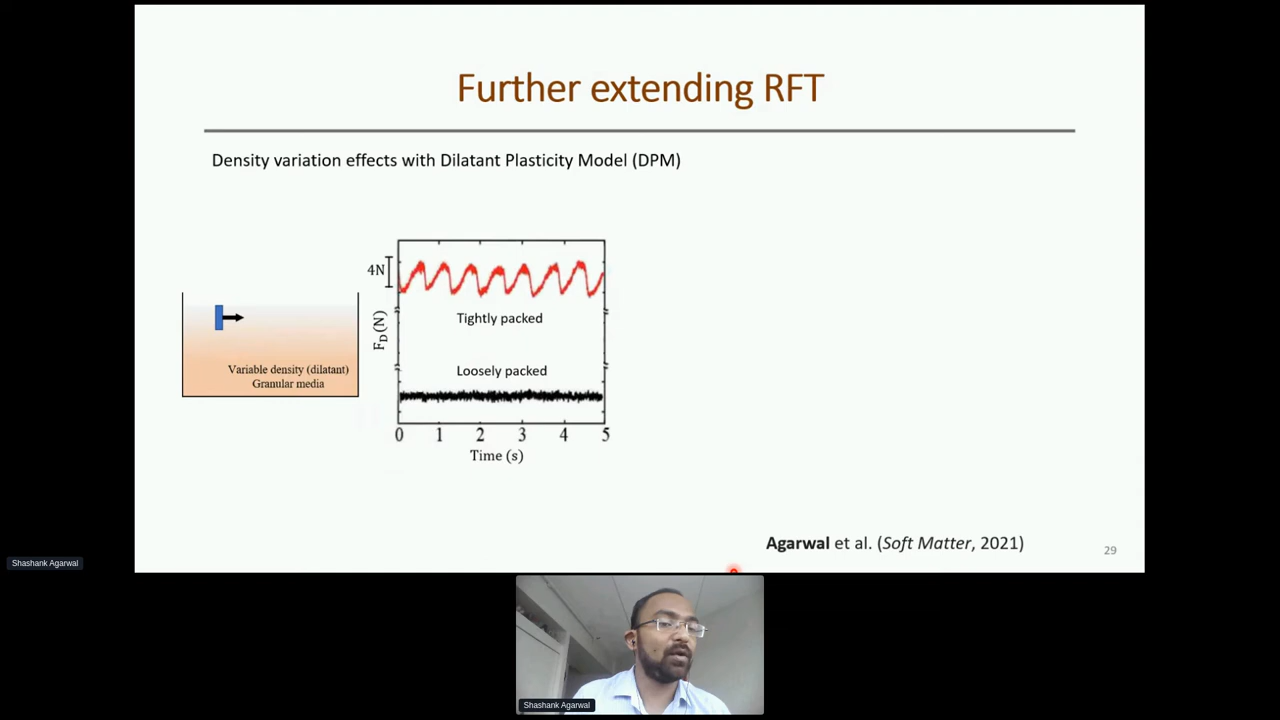 Further extending RFT
Density variation effects with Dilatant Plasticity Model (DPM)
4N
F_D(N)
Tightly packed
Loosely packed
0 1 2 3 4 5
Time (s)
Variable density (dilatant)
Granular media
Agarwal et al. (Soft Matter, 2021)
29
Shashank Agarwal
Shashank Agarwal